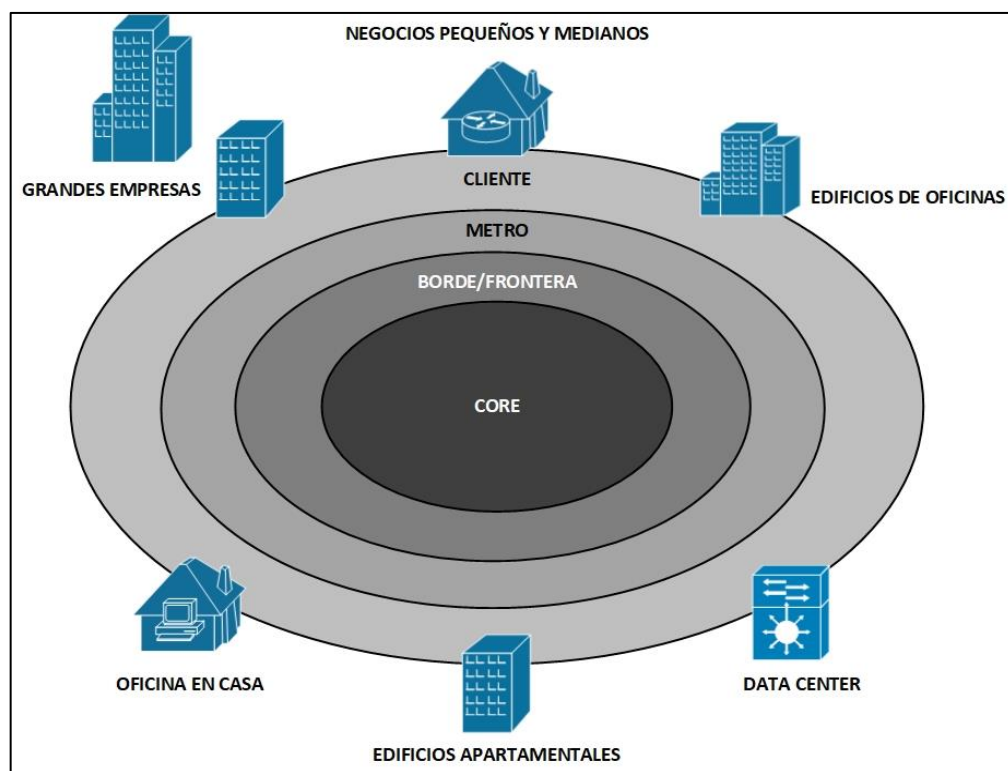 NEGOCIOS PEQUEÑOS Y MEDIANOS
GRANDES EMPRESAS
CLIENTE
EDIFICIOS DE OFICINAS
METRO
BORDE/FRONTERA
CORE
OFICINA EN CASA
DATA CENTER
EDIFICIOS APARTAMENTALES